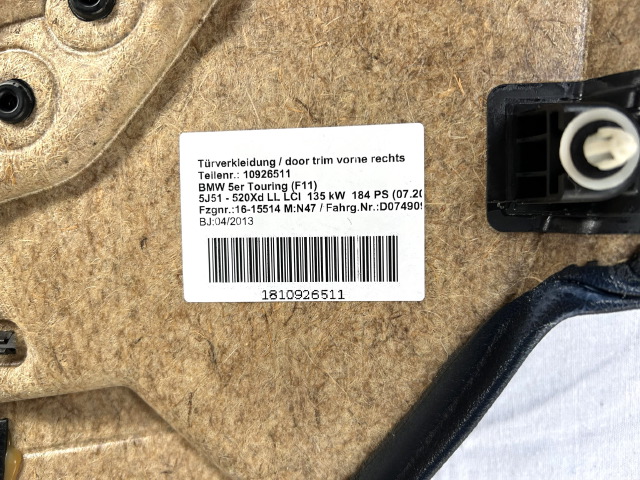 Türverkleidung / door trim vorne rechts
Teilenr.: 10926511
BMW 5er Touring (F11)
5J51 - 520Xd LL LCI 135 kW 184 PS (07.20
Fzgnr.:16-15514 M:N47 / Fahrg.Nr.:D07490
BJ:04/2013
1810926511